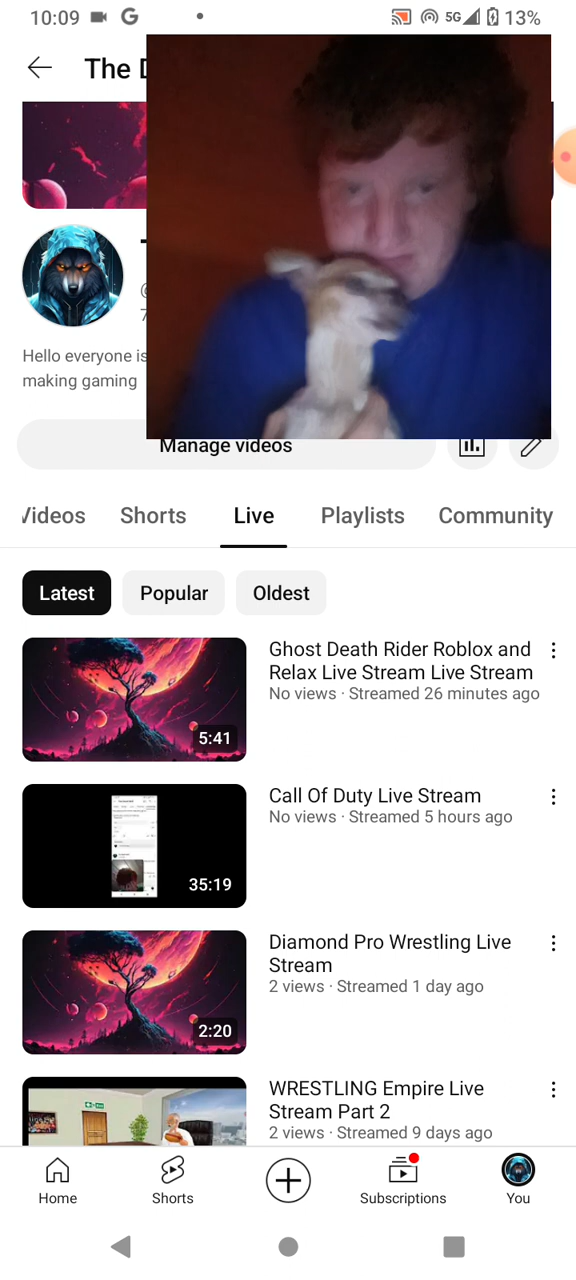 10:09
5G
13%
The D
Hello everyone is
making gaming
Manage videos
Videos Shorts Live Playlists Community
Latest Popular Oldest
Ghost Death Rider Roblox and
Relax Live Stream Live Stream
No views · Streamed 26 minutes ago
5:41
Call Of Duty Live Stream
No views · Streamed 5 hours ago
35:19
Diamond Pro Wrestling Live
Stream
2 views · Streamed 1 day ago
2:20
WRESTLING Empire Live
Stream Part 2
2 views · Streamed 9 days ago
Home Shorts Subscriptions You